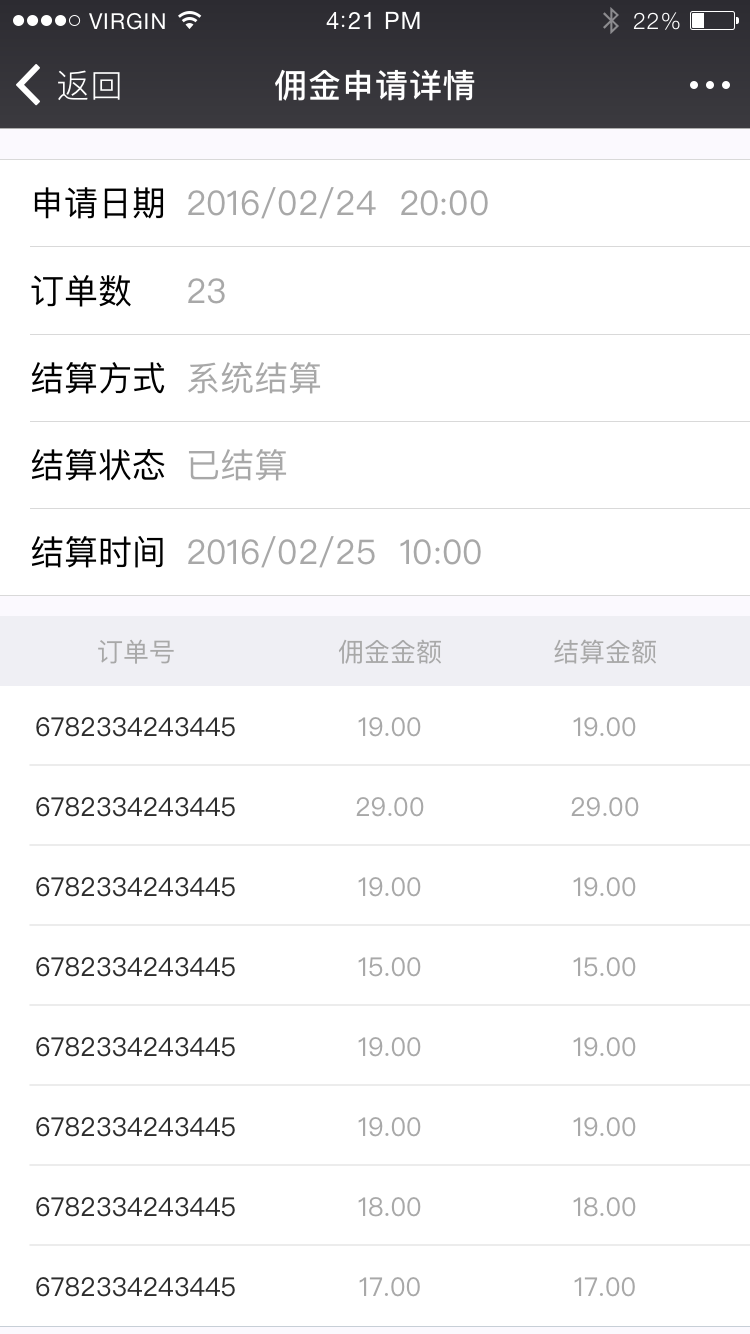 VIRGIN 4:21 PM 22%
返回 佣金申请详情
申请日期 2016/02/24 20:00
订单数 23
结算方式 系统结算
结算状态 已结算
结算时间 2016/02/25 10:00
订单号 佣金金额 结算金额
6782334243445 19.00 19.00
6782334243445 29.00 29.00
6782334243445 19.00 19.00
6782334243445 15.00 15.00
6782334243445 19.00 19.00
6782334243445 19.00 19.00
6782334243445 18.00 18.00
6782334243445 17.00 17.00